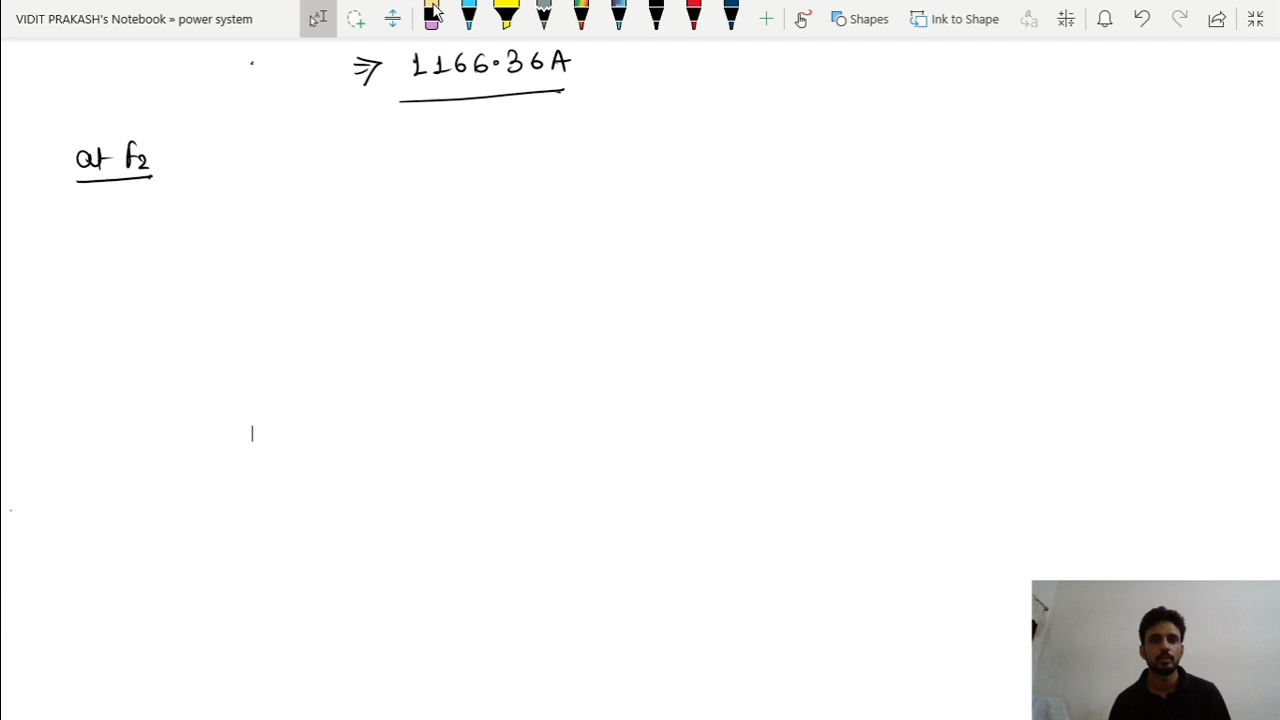 VIDIT PRAKASH's Notebook » power system
Shapes
Ink to Shape
⇒ 1166.36A
at F2